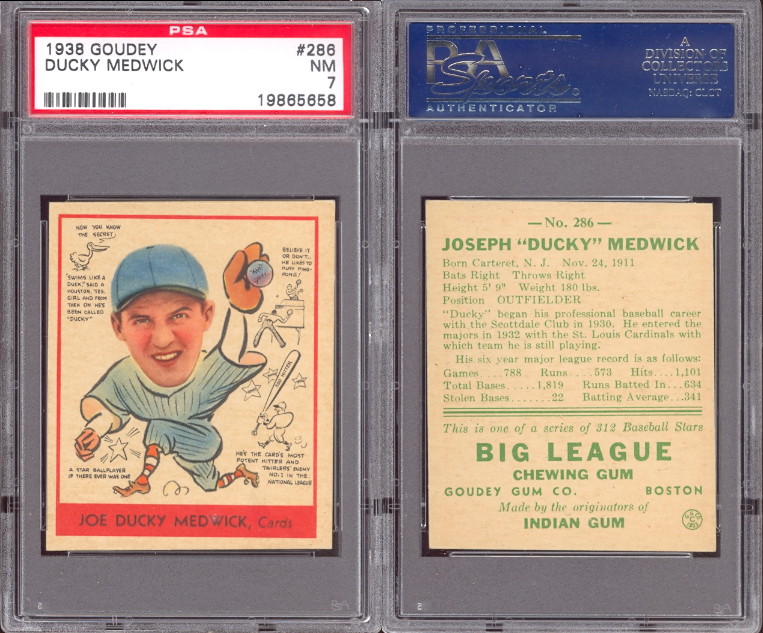 PSA
1938 GOUDEY #286
DUCKY MEDWICK NM
7
19865658
NOW YOU KNOW
THE SECRET.
"SWIMS LIKE A
DUCK," SAID A
HOUSTON, TEX.
GIRL AND FROM
THEN ON HE'S
BEEN CALLED
"DUCKY"
BELIEVE IT
OR DON'T..
HE LIKES TO
PLAY PING-
PONG!
A STAR BALLPLAYER
IF THERE EVER WAS ONE
HE'S THE CARD'S MOST
POTENT HITTER AND
TWIRLERS' ENEMY
NO. 1 IN THE
NATIONAL LEAGUE
JOE DUCKY MEDWICK, Cards
PROFESSIONAL
PSA
Sports
AUTHENTICATOR
A
DIVISION OF
COLLECTORS
UNIVERSE
NASDAQ: CLCT
— No. 286 —
JOSEPH "DUCKY" MEDWICK
Born Carteret, N. J. Nov. 24, 1911
Bats Right Throws Right
Height 5' 9" Weight 180 lbs.
Position OUTFIELDER
"Ducky" began his professional baseball career
with the Scottdale Club in 1930. He entered the
majors in 1932 with the St. Louis Cardinals with
which team he is still playing.
His six year major league record is as follows:
Games....788 Runs....573 Hits....1,101
Total Bases.....1,819 Runs Batted In...634
Stolen Bases.......22 Batting Average...341
This is one of a series of 312 Baseball Stars
BIG LEAGUE
CHEWING GUM
GOUDEY GUM CO. BOSTON
Made by the originators of
INDIAN GUM